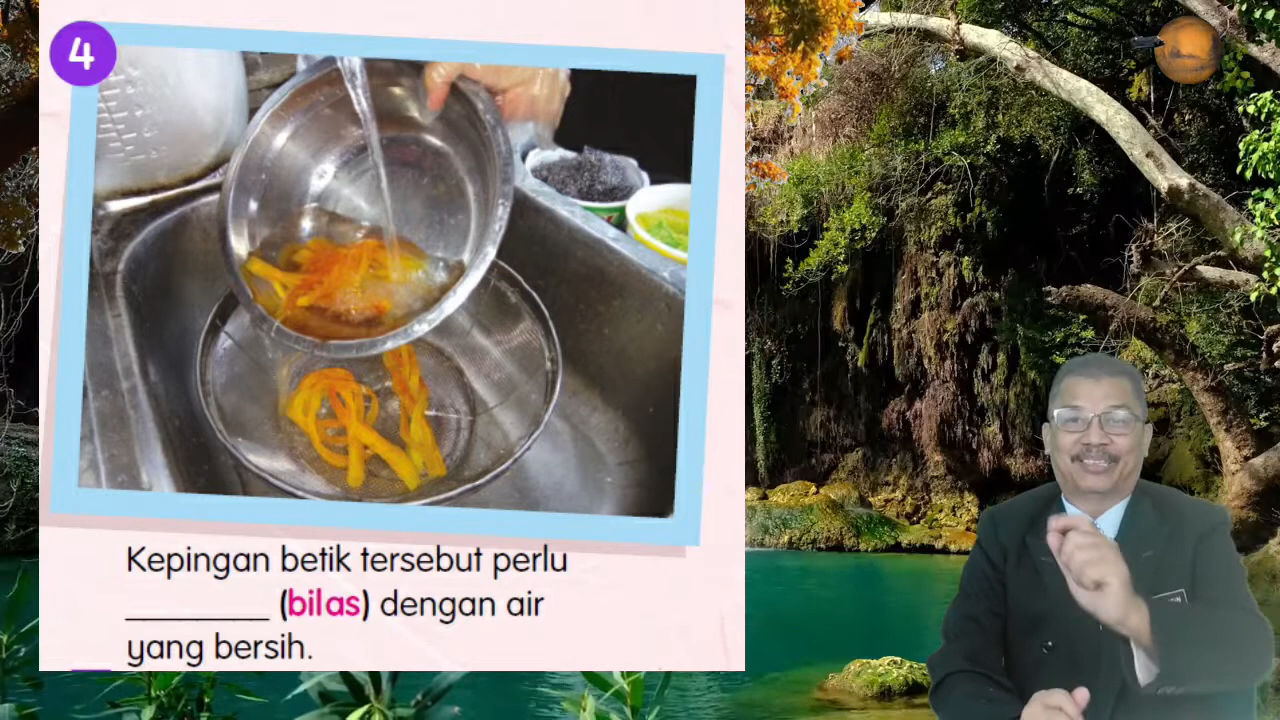 4
Kepingan betik tersebut perlu
_________ (bilas) dengan air
yang bersih.